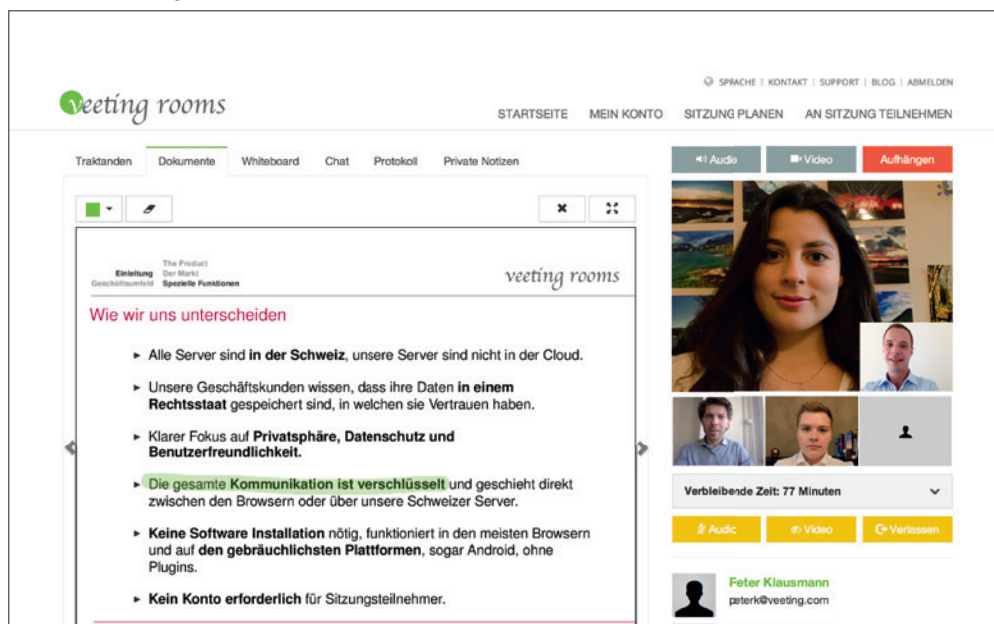 SPRACHE | KONTAKT | SUPPORT | BLOG | ABMELDEN
veeting rooms
STARTSEITE MEIN KONTO SITZUNG PLANEN AN SITZUNG TEILNEHMEN
Traktanden Dokumente Whiteboard Chat Protokoll Private Notizen
Audio Video Aufhängen
The Product
Einleitung Der Markt
Geschäftsumfeld Spezielle Funktionen
veeting rooms
Wie wir uns unterscheiden
► Alle Server sind in der Schweiz, unsere Server sind nicht in der Cloud.
► Unsere Geschäftskunden wissen, dass ihre Daten in einem
Rechtsstaat gespeichert sind, in welchen sie Vertrauen haben.
► Klarer Fokus auf Privatsphäre, Datenschutz und
Benutzerfreundlichkeit.
► Die gesamte Kommunikation ist verschlüsselt und geschieht direkt
zwischen den Browsern oder über unsere Schweizer Server.
► Keine Software Installation nötig, funktioniert in den meisten Browsern
und auf den gebräuchlichsten Plattformen, sogar Android, ohne
Plugins.
► Kein Konto erforderlich für Sitzungsteilnehmer.
Verbleibende Zeit: 77 Minuten
Audio Video Verlassen
Feter Klausmann
peterk@veeting.com